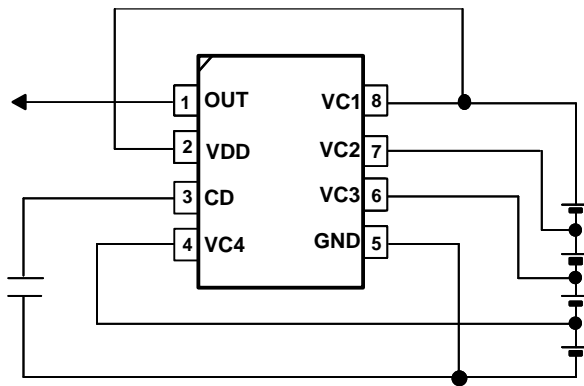 1 OUT VC1 8
2 VDD VC2 7
3 CD VC3 6
4 VC4 GND 5